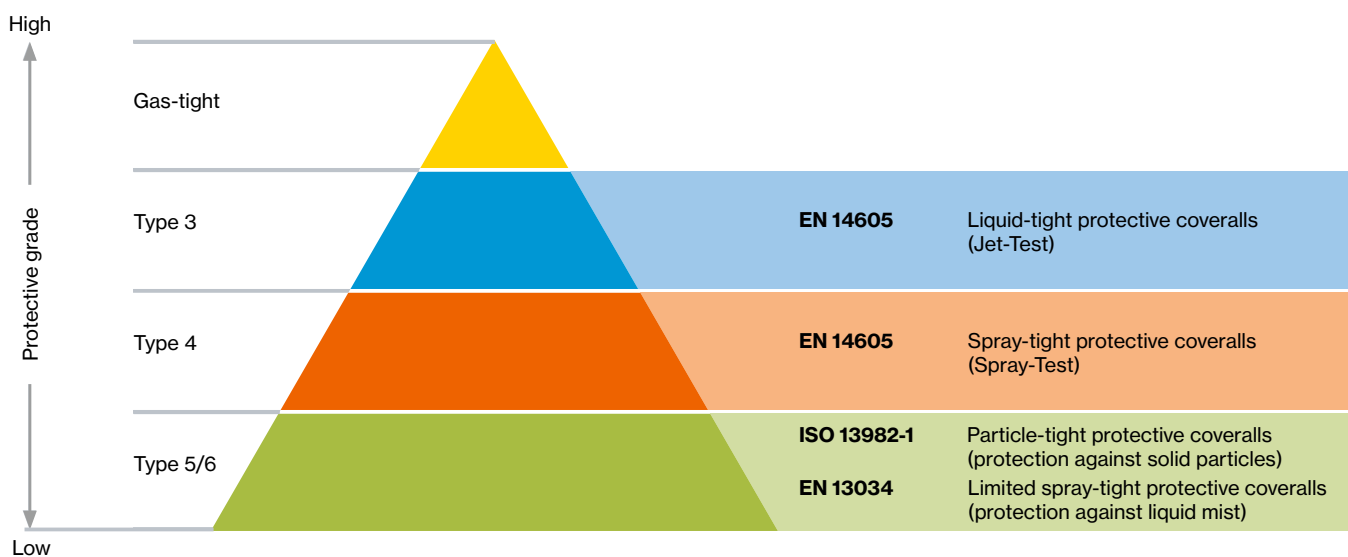 High
Gas-tight
Protective grade
Type 3
EN 14605
Liquid-tight protective coveralls
(Jet-Test)
Type 4
EN 14605
Spray-tight protective coveralls
(Spray-Test)
Type 5/6
ISO 13982-1
Particle-tight protective coveralls
(protection against solid particles)
EN 13034
Limited spray-tight protective coveralls
(protection against liquid mist)
Low